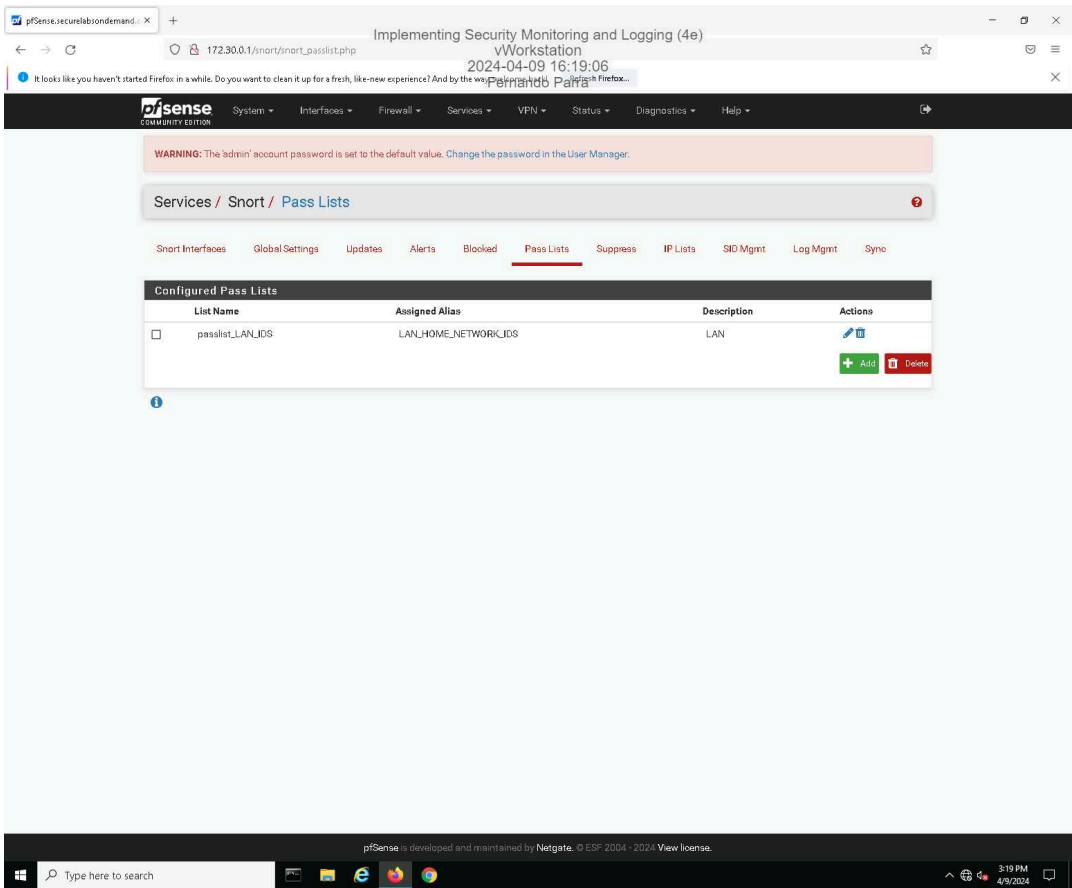 pfSense.securelabsondemand.c
Implementing Security Monitoring and Logging (4e)
172.30.0.1/snort/snort_passlist.php
vWorkstation
2024-04-09 16:19:06
It looks like you haven't started Firefox in a while. Do you want to clean it up for a fresh, like-new experience? And by the way, welcome back!
Refresh Firefox...
Fernando Parra
pfsense
COMMUNITY EDITION
System
Interfaces
Firewall
Services
VPN
Status
Diagnostics
Help
WARNING: The 'admin' account password is set to the default value. Change the password in the User Manager.
Services / Snort / Pass Lists
Snort Interfaces
Global Settings
Updates
Alerts
Blocked
Pass Lists
Suppress
IP Lists
SID Mgmt
Log Mgmt
Sync
Configured Pass Lists
List Name Assigned Alias Description Actions
passlist_LAN_IDS LAN_HOME_NETWORK_IDS LAN
Add Delete
pfSense is developed and maintained by Netgate. © ESF 2004 - 2024 View license.
Type here to search
3:19 PM
4/9/2024